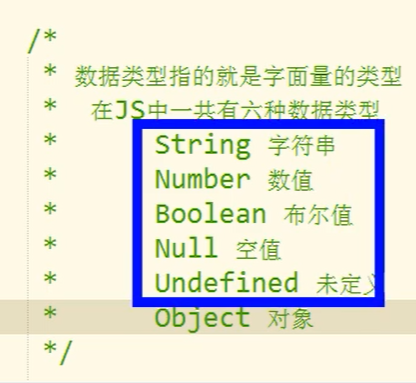 /*
* 数据类型指的就是字面量的类型
* 在JS中一共有六种数据类型
* String 字符串
* Number 数值
* Boolean 布尔值
* Null 空值
* Undefined 未定义
* Object 对象
*/